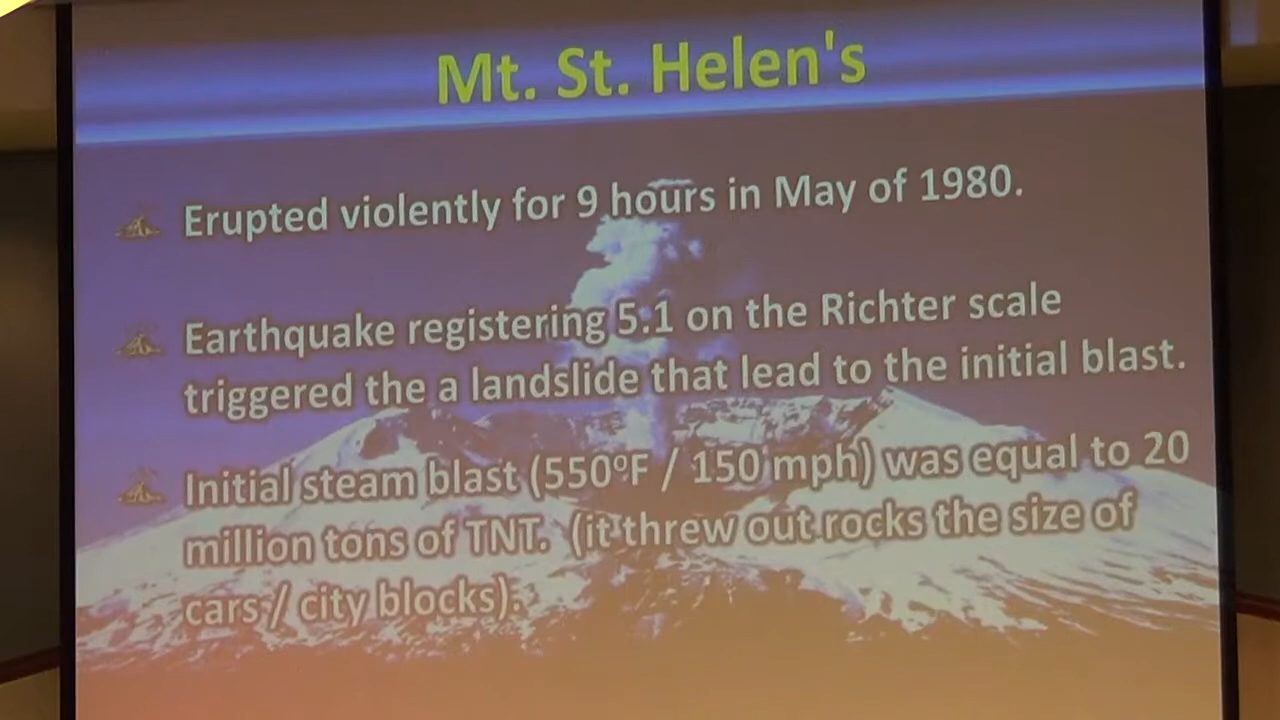 Mt. St. Helen's
Erupted violently for 9 hours in May of 1980.
Earthquake registering 5.1 on the Richter scale
triggered the a landslide that lead to the initial blast.
Initial steam blast (550ºF / 150 mph) was equal to 20
million tons of TNT. (it threw out rocks the size of
cars / city blocks).